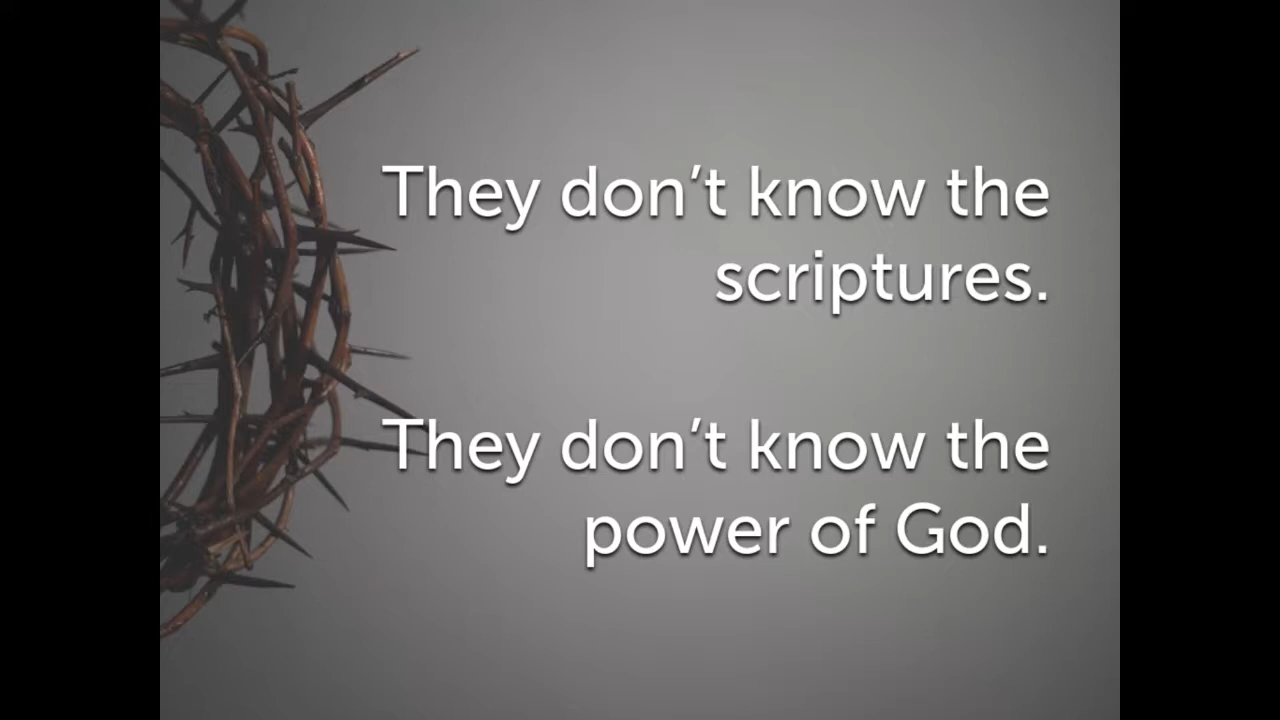 They don’t know the
scriptures.
They don’t know the
power of God.